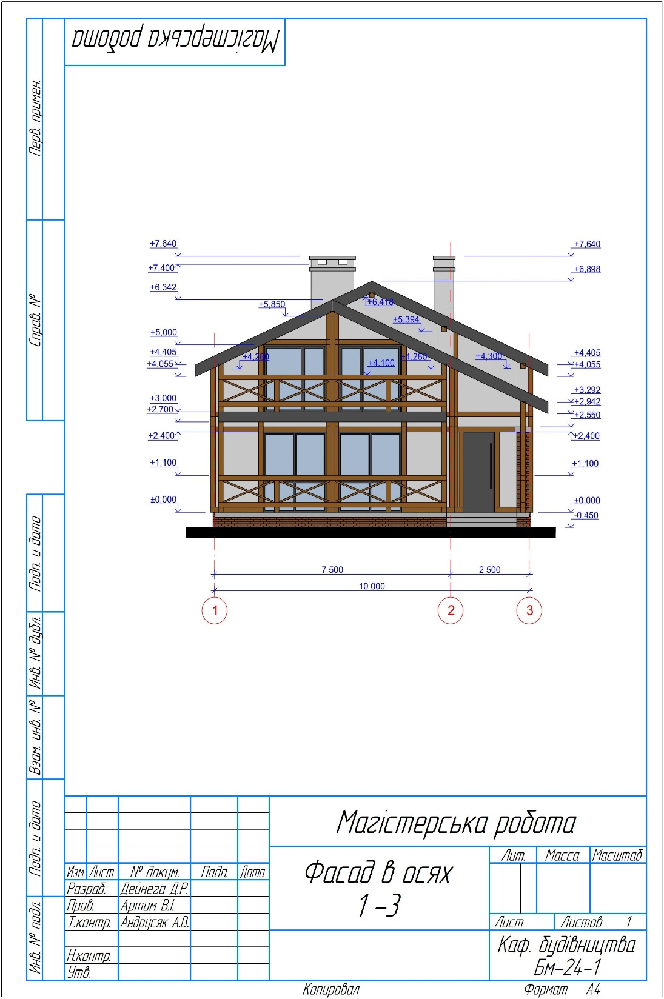 Магістерська робота
Перв. примен.
Справ. №
Подп. и дата
Инв. № дубл.
Взам. инв. №
Подп. и дата
Инв. № подл.
+7,640
+7,400
+6,342
+5,850
+5,000
+4,405
+4,055
+3,000
+2,700
+2,400
+1,100
±0,000
+6,418
+5,394
+4,280
+4,100
+4,280
+4,300
+7,640
+6,898
+4,405
+4,055
+3,292
+2,942
+2,550
+2,400
+1,100
±0,000
-0,450
7 500
2 500
10 000
1
2
3
Магістерська робота
Фасад в осях
1 -3
Изм. Лист № докум. Подп. Дата
Разраб. Дейнега Д.Р.
Пров. Артим В.І.
Т.контр. Андрусяк А.В.
Н.контр.
Утв.
Лит. Масса Масштаб
Лист Листов 1
Каф. будівництва
Бм-24-1
Копировал Формат А4